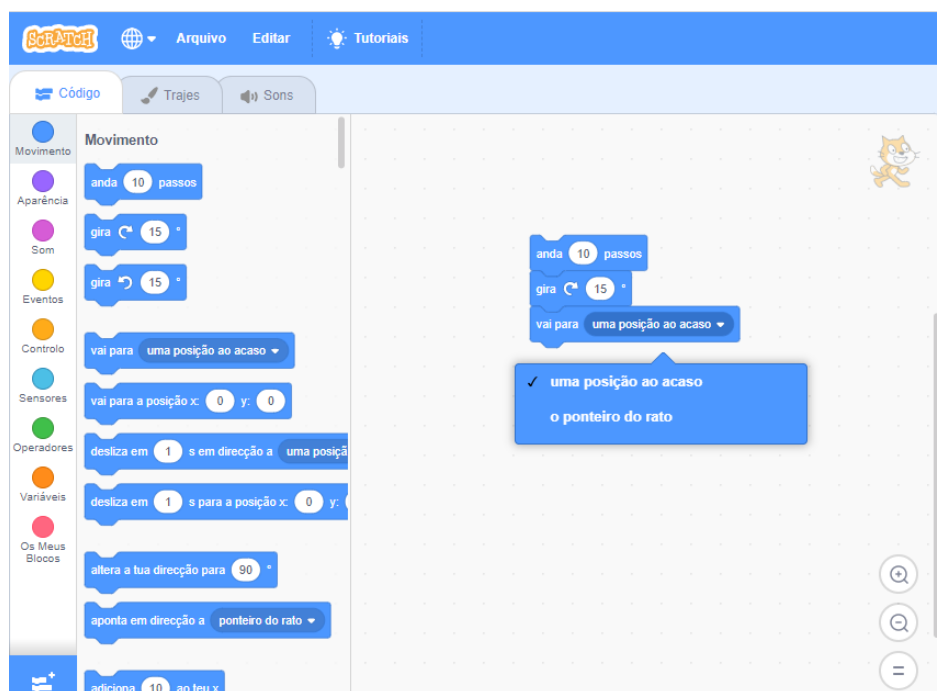 SCRATCH Arquivo Editar Tutoriais
Código Trajes Sons
Movimento
Aparência
Som
Eventos
Controlo
Sensores
Operadores
Variáveis
Os Meus
Blocos
Movimento
anda 10 passos
gira 15 °
gira 15 °
vai para uma posição ao acaso
vai para a posição x: 0 y: 0
desliza em 1 s em direcção a uma posiçã
desliza em 1 s para a posição x: 0 y:
altera a tua direcção para 90 °
aponta em direcção a ponteiro do rato
adiciona 10 ao teu x
anda 10 passos
gira 15 °
vai para uma posição ao acaso
✓ uma posição ao acaso
o ponteiro do rato